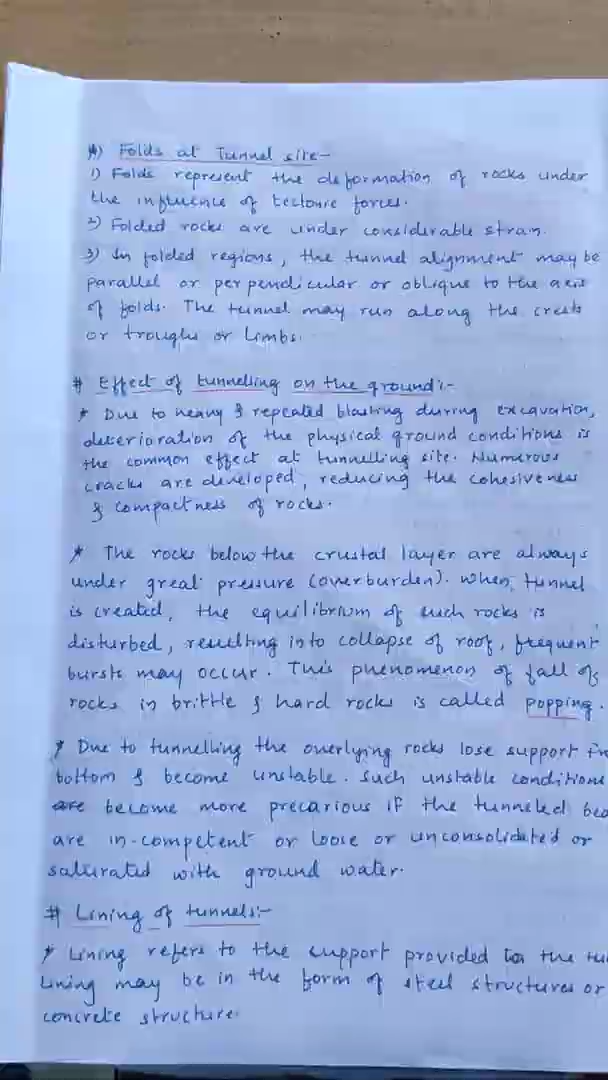 A) Folds at Tunnel site-
1) Folds represent the deformation of rocks under
the influence of tectonic forces.
2) Folded rocks are under considerable strain.
3) In folded regions, the tunnel alignment may be
parallel or perpendicular or oblique to the axis
of folds. The tunnel may run along the crests
or troughs or limbs.
# Effect of tunnelling on the ground:-
* Due to heavy & repeated blasting during excavation,
deterioration of the physical ground conditions is
the common effect at tunnelling site. Numerous
cracks are developed, reducing the cohesiveness
& compactness of rocks.
* The rocks below the crustal layer are always
under great pressure (overburden). When, tunnel
is created, the equilibrium of such rocks is
disturbed, resulting into collapse of roof, frequent
bursts may occur. This phenomenon of fall of
rocks in brittle & hard rocks is called popping.
* Due to tunnelling the overlying rocks lose support
bottom & become unstable. Such unstable conditions
are become more precarious if the tunneled
are in-competent or loose or unconsolidated or
saturated with ground water.
# Lining of tunnels:-
* Lining refers to the support provided to the
Lining may be in the form of steel structures or
concrete structure.